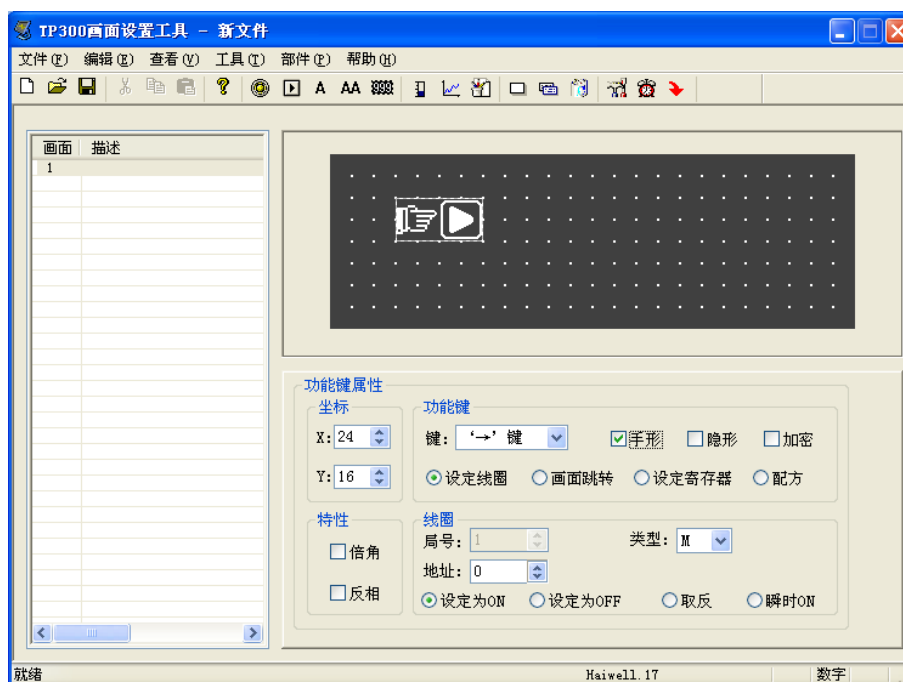 TP300画面设置工具 - 新文件
文件(F) 编辑(E) 查看(V) 工具(T) 部件(P) 帮助(H)
A AA
画面 描述
1
功能键属性
坐标 功能键
X: 24 键: ‘→’键 手形 隐形 加密
Y: 16 设定线圈 画面跳转 设定寄存器 配方
特性 线圈
局号: 1 类型: M
倍角
地址: 0
反相 设定为ON 设定为OFF 取反 瞬时ON
就绪 Haiwell.17 数字